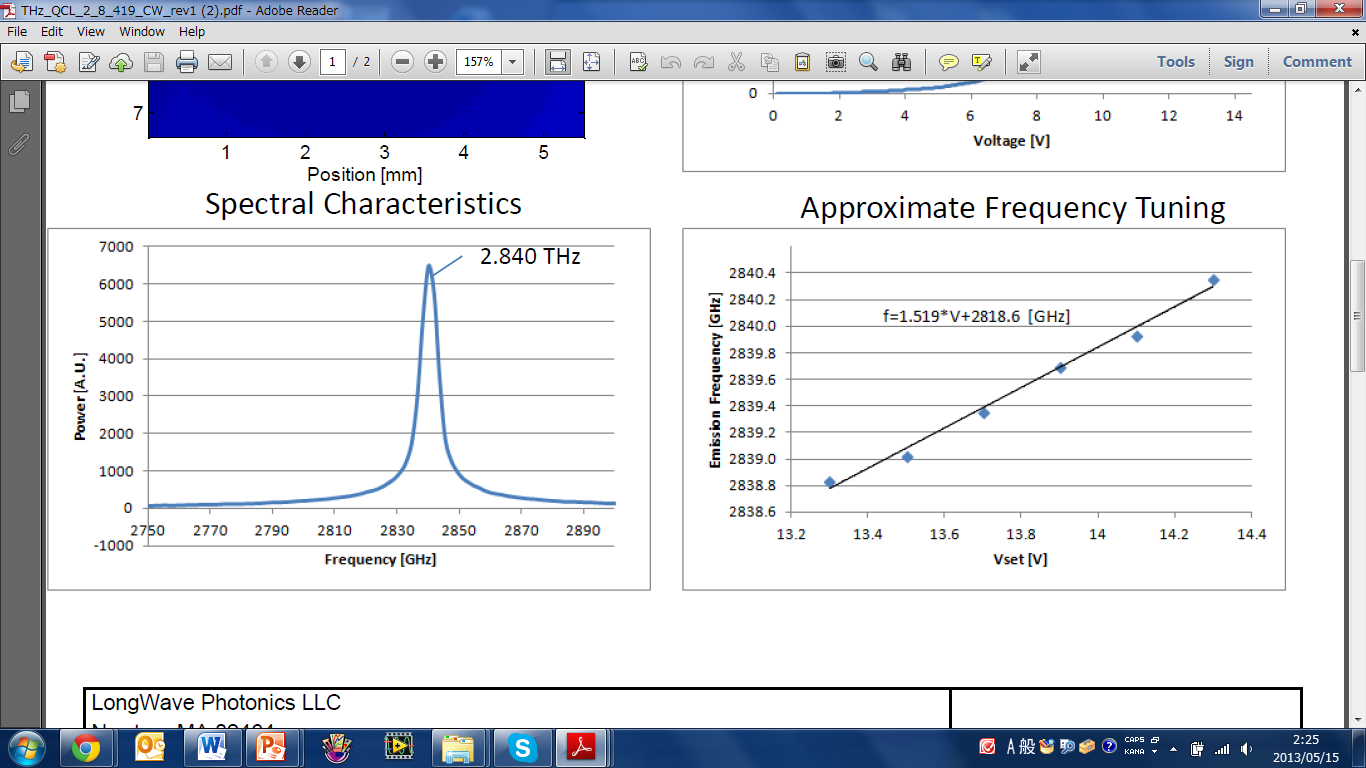 THz_QCL_2_8_419_CW_rev1 (2).pdf - Adobe Reader
File Edit View Window Help
1 / 2 157% Tools Sign Comment
7
1 2 3 4 5
Position [mm]
0
0 2 4 6 8 10 12 14
Voltage [V]
Spectral Characteristics
7000
6000
5000
4000
3000
2000
1000
0
-1000
Power [A.U.]
2.840 THz
2750 2770 2790 2810 2830 2850 2870 2890
Frequency [GHz]
Approximate Frequency Tuning
2840.4
2840.2
2840.0
2839.8
2839.6
2839.4
2839.2
2839.0
2838.8
2838.6
Emission Frequency [GHz]
f=1.519*V+2818.6 [GHz]
13.2 13.4 13.6 13.8 14 14.2 14.4
Vset [V]
LongWave Photonics LLC
A 般 CAPS
KANA
2:25
2013/05/15